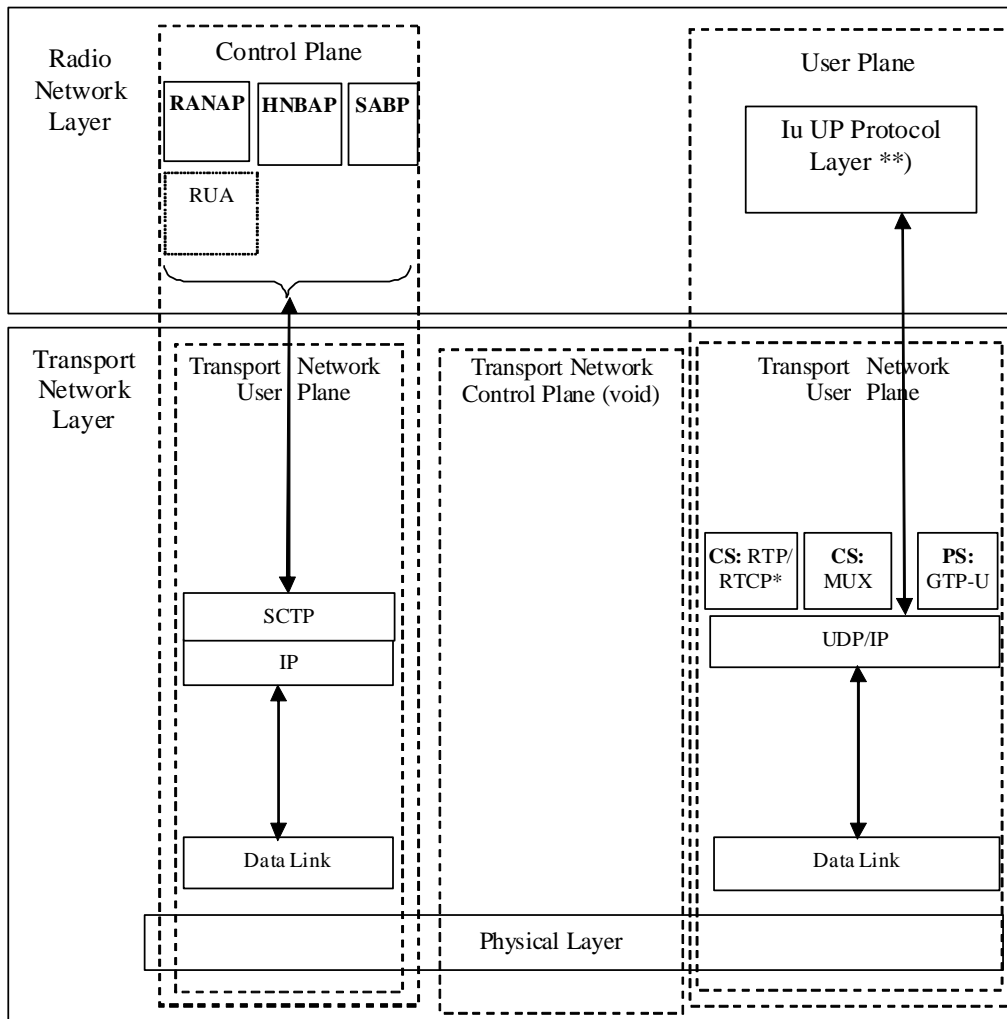 Radio
Network
Layer
Control Plane
RANAP
HNBAP
SABP
RUA
User Plane
Iu UP Protocol
Layer **)
Transport
Network
Layer
Transport Network
User Plane
Transport Network
Control Plane (void)
Transport Network
User Plane
SCTP
IP
Data Link
CS: RTP/
RTCP*
CS:
MUX
PS:
GTP-U
UDP/IP
Data Link
Physical Layer